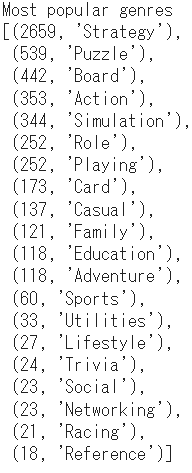 Most popular genres
[(2659, 'Strategy'),
(539, 'Puzzle'),
(442, 'Board'),
(353, 'Action'),
(344, 'Simulation'),
(252, 'Role'),
(252, 'Playing'),
(173, 'Card'),
(137, 'Casual'),
(121, 'Family'),
(118, 'Education'),
(118, 'Adventure'),
(60, 'Sports'),
(33, 'Utilities'),
(27, 'Lifestyle'),
(24, 'Trivia'),
(23, 'Social'),
(23, 'Networking'),
(21, 'Racing'),
(18, 'Reference')]